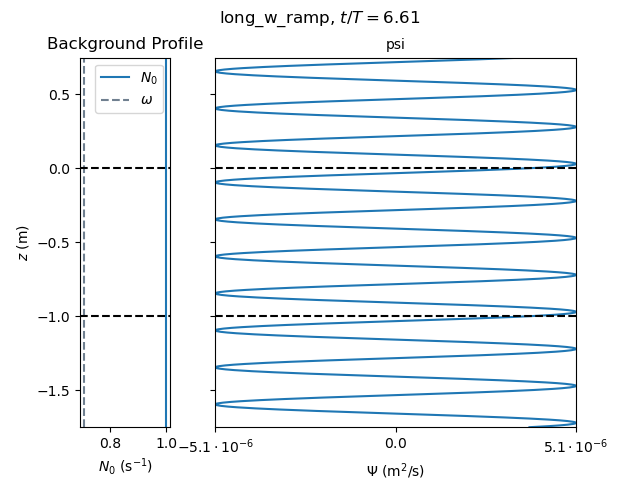 long_w_ramp, t/T = 6.61
Background Profile
psi
N₀
ω
0.5
0.0
−0.5
−1.0
−1.5
z (m)
0.8
1.0
−5.1 · 10⁻⁶
0.0
5.1 · 10⁻⁶
N₀ (s⁻¹)
Ψ (m²/s)